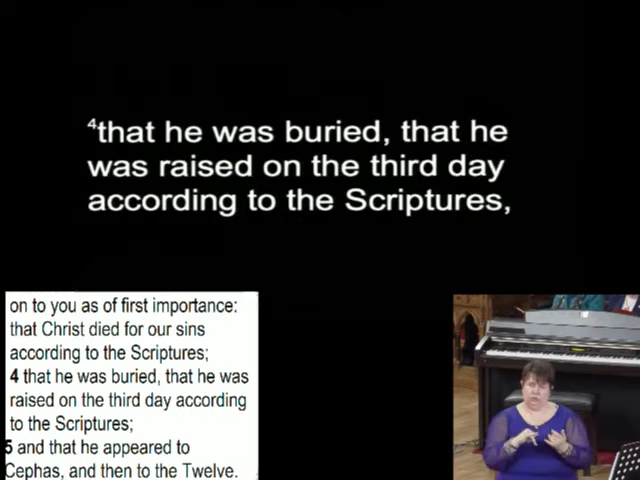 ⁴that he was buried, that he
was raised on the third day
according to the Scriptures,
on to you as of first importance:
that Christ died for our sins
according to the Scriptures;
4 that he was buried, that he was
raised on the third day according
to the Scriptures;
5 and that he appeared to
Cephas, and then to the Twelve.